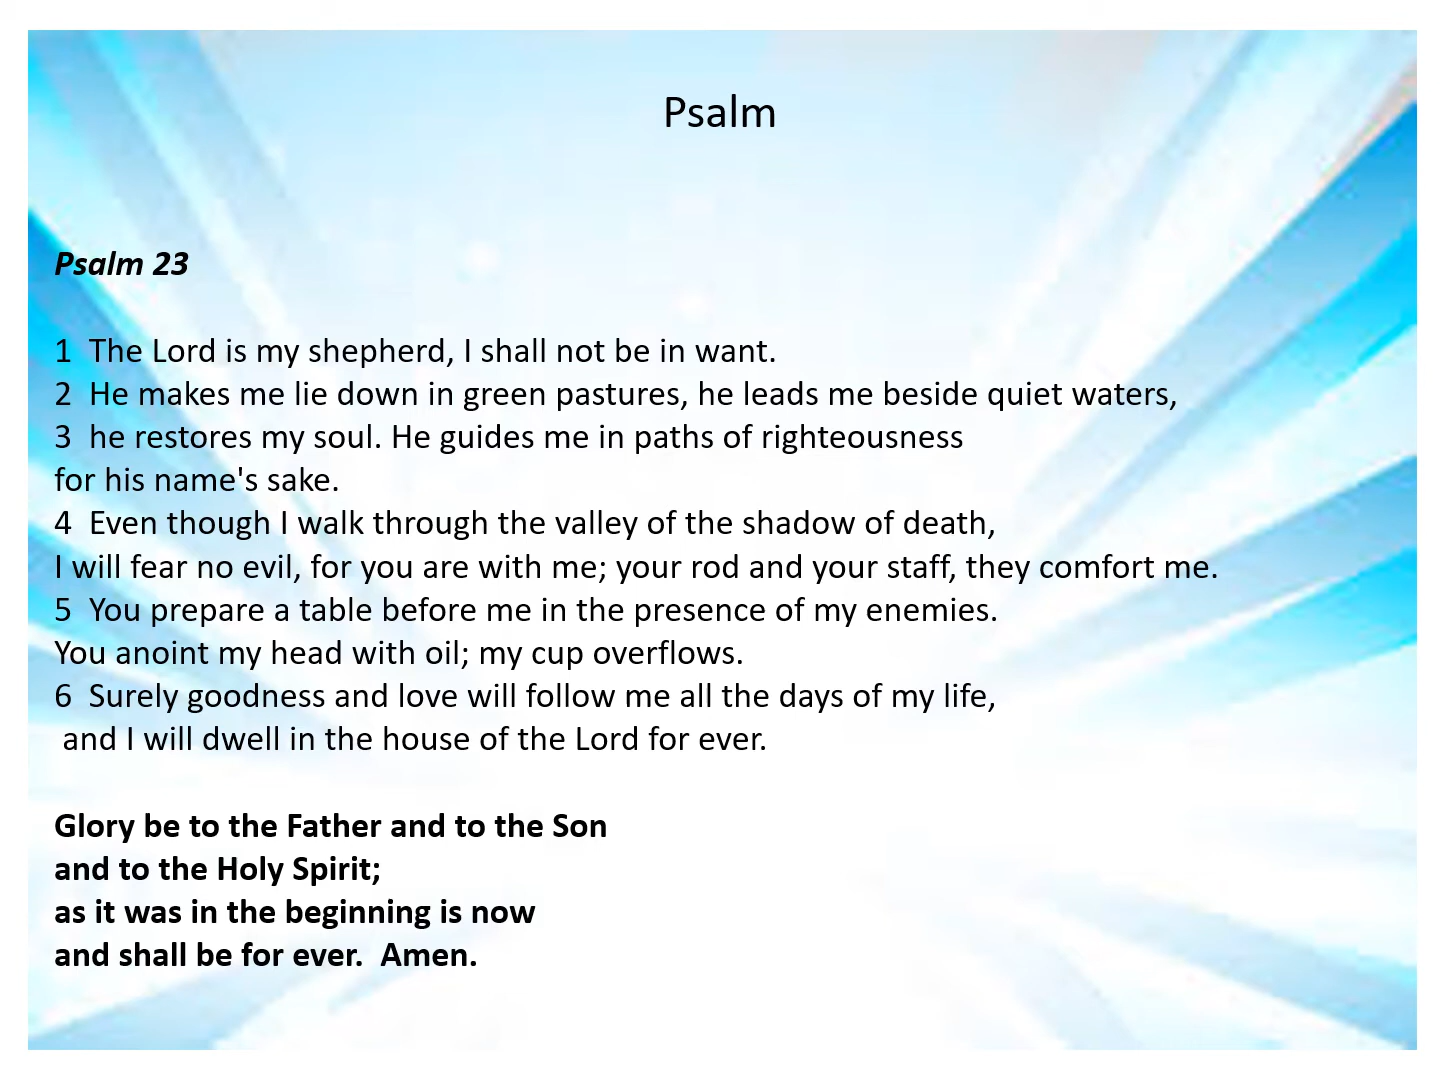 Psalm
Psalm 23
1  The Lord is my shepherd, I shall not be in want.
2  He makes me lie down in green pastures, he leads me beside quiet waters,
3  he restores my soul. He guides me in paths of righteousness
for his name's sake.
4  Even though I walk through the valley of the shadow of death,
I will fear no evil, for you are with me; your rod and your staff, they comfort me.
5  You prepare a table before me in the presence of my enemies.
You anoint my head with oil; my cup overflows.
6  Surely goodness and love will follow me all the days of my life,
and I will dwell in the house of the Lord for ever.
Glory be to the Father and to the Son
and to the Holy Spirit;
as it was in the beginning is now
and shall be for ever.  Amen.